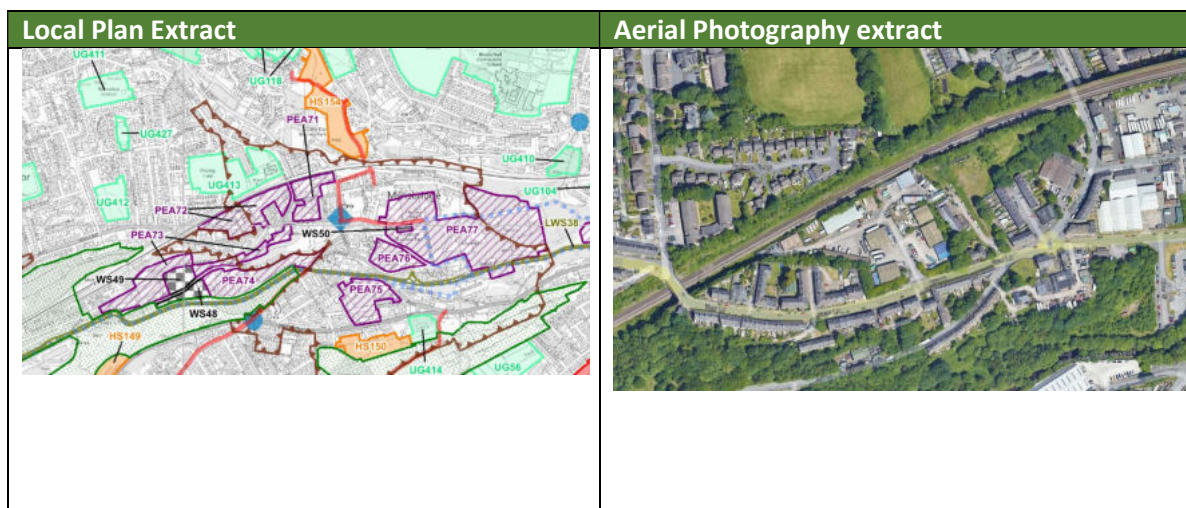 Local Plan Extract
Aerial Photography extract
UG411
UG118
HS154
PEA71
UG427
UG410
UG413
UG104
UG412
PEA72
LWS38
PEA73
WS50
PEA77
PEA76
WS49
PEA74
PEA75
WS48
HS149
HS150
UG414
UG56